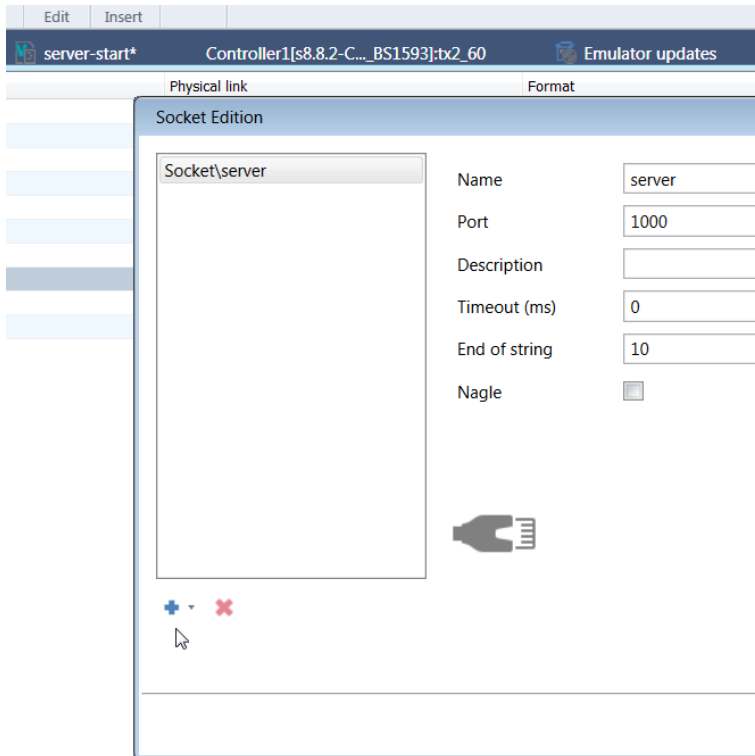 Edit Insert
server-start* Controller1[s8.8.2-C..._BS1593]:tx2_60 Emulator updates
Physical link Format
Socket Edition
Socket\server
Name server
Port 1000
Description
Timeout (ms) 0
End of string 10
Nagle